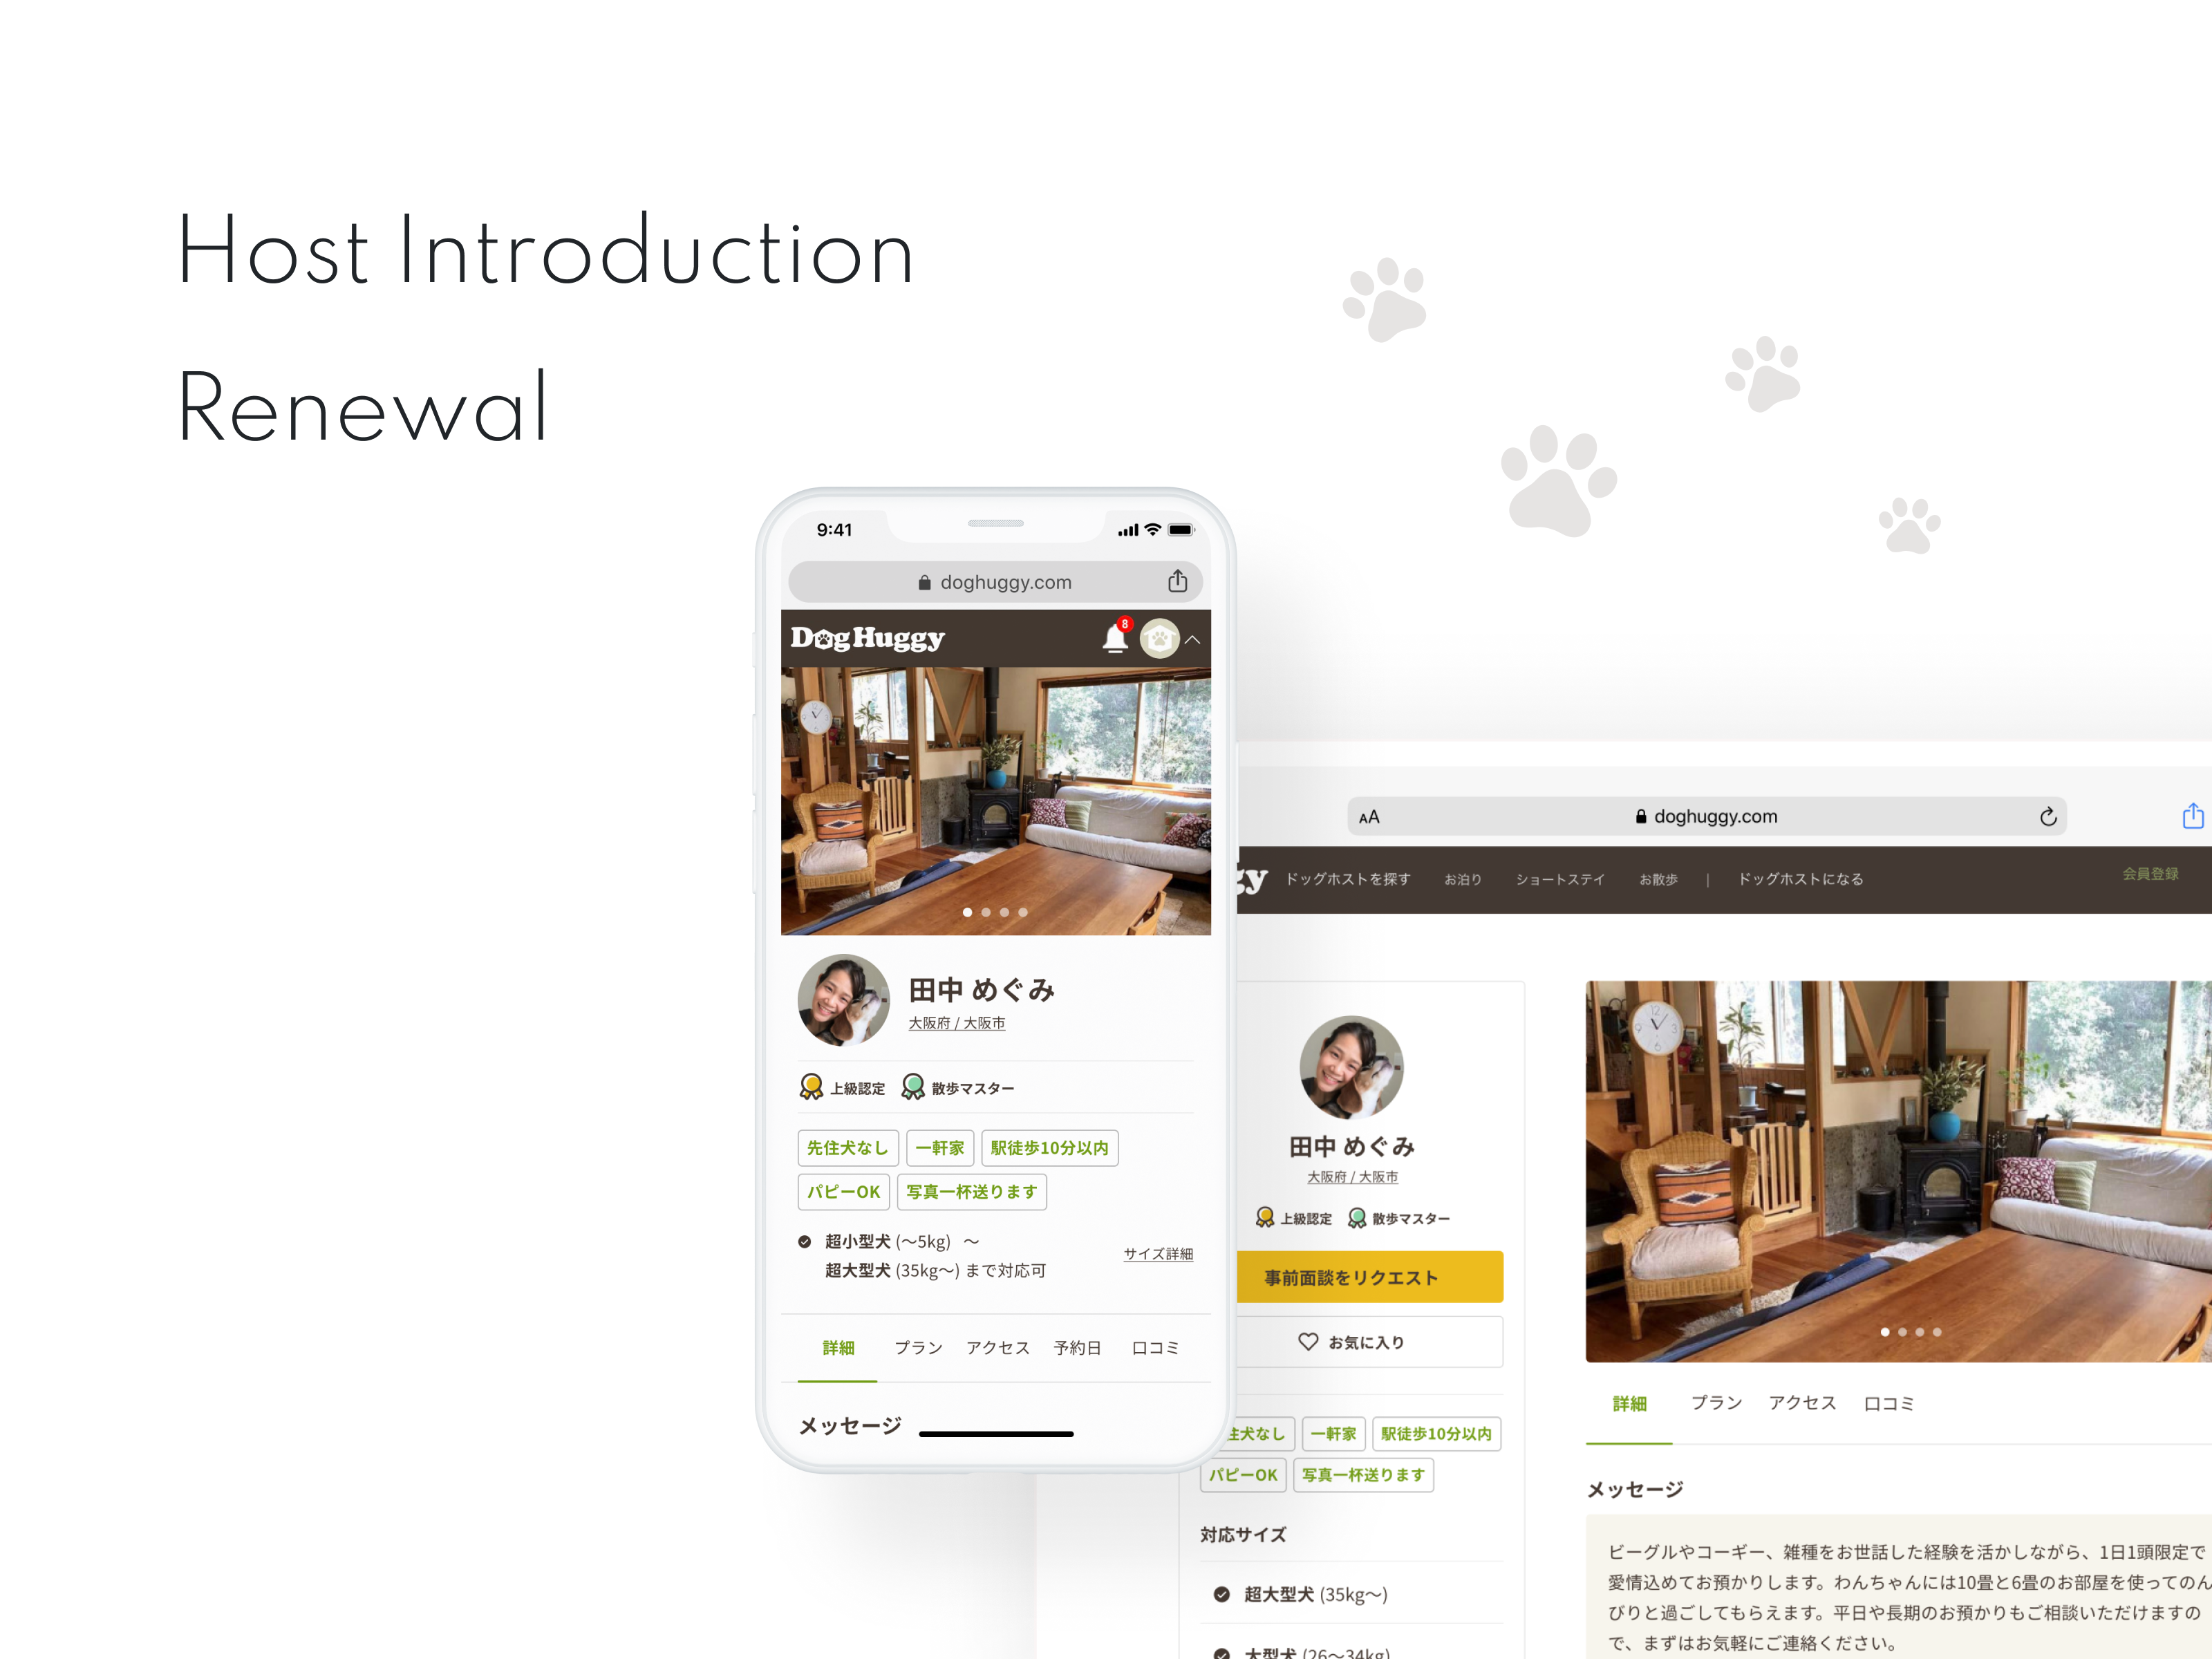 Host Introduction
Renewal
9:41
doghuggy.com
DogHuggy
8
田中 めぐみ
大阪府 / 大阪市
上級認定 散歩マスター
先住犬なし 一軒家 駅徒歩10分以内
パピーOK 写真一杯送ります
超小型犬 (〜5kg) 〜
超大型犬 (35kg〜) まで対応可
サイズ詳細
詳細 プラン アクセス 予約日 口コミ
メッセージ
AA doghuggy.com
gy ドッグホストを探す お泊り ショートステイ お散歩 | ドッグホストになる 会員登録
田中 めぐみ
大阪府 / 大阪市
上級認定 散歩マスター
事前面談をリクエスト
お気に入り
住犬なし 一軒家 駅徒歩10分以内
パピーOK 写真一杯送ります
対応サイズ
超大型犬 (35kg〜)
大型犬 (26〜34kg)
詳細 プラン アクセス 口コミ
メッセージ
ビーグルやコーギー、雑種をお世話した経験を活かしながら、1日1頭限定で
愛情込めてお預かりします。わんちゃんには10畳と6畳のお部屋を使ってのん
びりと過ごしてもらえます。平日や長期のお預かりもご相談いただけますの
で、まずはお気軽にご連絡ください。